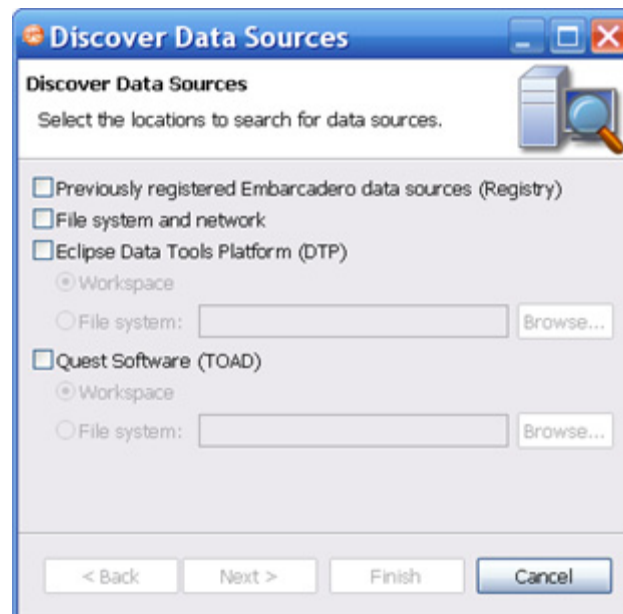 Discover Data Sources
Discover Data Sources
Select the locations to search for data sources.
Previously registered Embarcadero data sources (Registry)
File system and network
Eclipse Data Tools Platform (DTP)
Workspace
File system: Browse...
Quest Software (TOAD)
Workspace
File system: Browse...
< Back Next > Finish Cancel